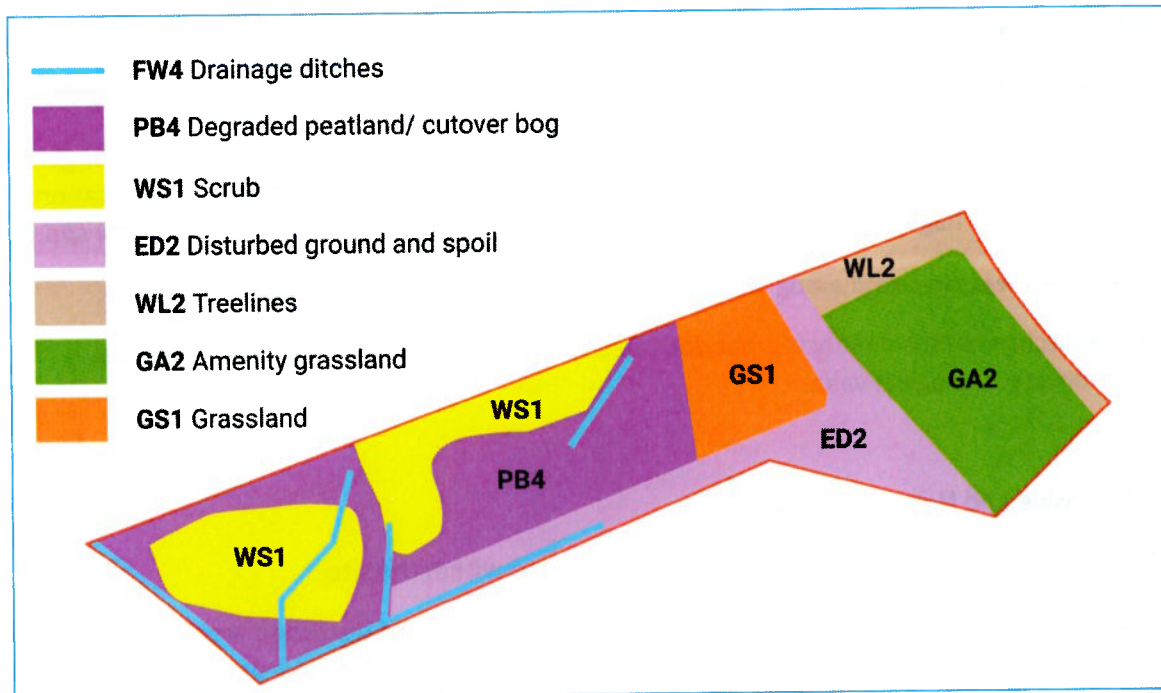 FW4 Drainage ditches
PB4 Degraded peatland/ cutover bog
WS1 Scrub
ED2 Disturbed ground and spoil
WL2 Treelines
GA2 Amenity grassland
GS1 Grassland
WL2
GS1
GA2
WS1
ED2
PB4
WS1